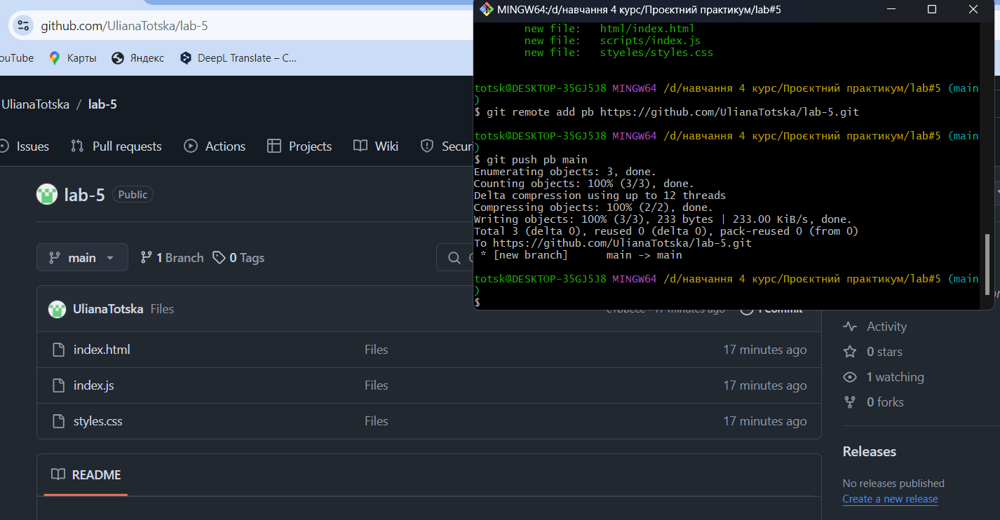 github.com/UlianaTotska/lab-5
ouTube Карты Яндекс DeepL Translate – C...
UlianaTotska / lab-5
Issues Pull requests Actions Projects Wiki Secur
lab-5 Public
main 1 Branch 0 Tags
UlianaTotska Files
1 Commit
index.html Files 17 minutes ago
index.js Files 17 minutes ago
styles.css Files 17 minutes ago
README
Activity
0 stars
1 watching
0 forks
Releases
No releases published
Create a new release
MINGW64:/d/навчання 4 курс/Проєктний практикум/lab#5
new file: html/index.html
new file: scripts/index.js
new file: styeles/styles.css
totsk@DESKTOP-35GJ5J8 MINGW64 /d/навчання 4 курс/Проєктний практикум/lab#5 (main
)
$ git remote add pb https://github.com/UlianaTotska/lab-5.git
totsk@DESKTOP-35GJ5J8 MINGW64 /d/навчання 4 курс/Проєктний практикум/lab#5 (main
)
$ git push pb main
Enumerating objects: 3, done.
Counting objects: 100% (3/3), done.
Delta compression using up to 12 threads
Compressing objects: 100% (2/2), done.
Writing objects: 100% (3/3), 233 bytes | 233.00 KiB/s, done.
Total 3 (delta 0), reused 0 (delta 0), pack-reused 0 (from 0)
To https://github.com/UlianaTotska/lab-5.git
* [new branch] main -> main
totsk@DESKTOP-35GJ5J8 MINGW64 /d/навчання 4 курс/Проєктний практикум/lab#5 (main
)
$